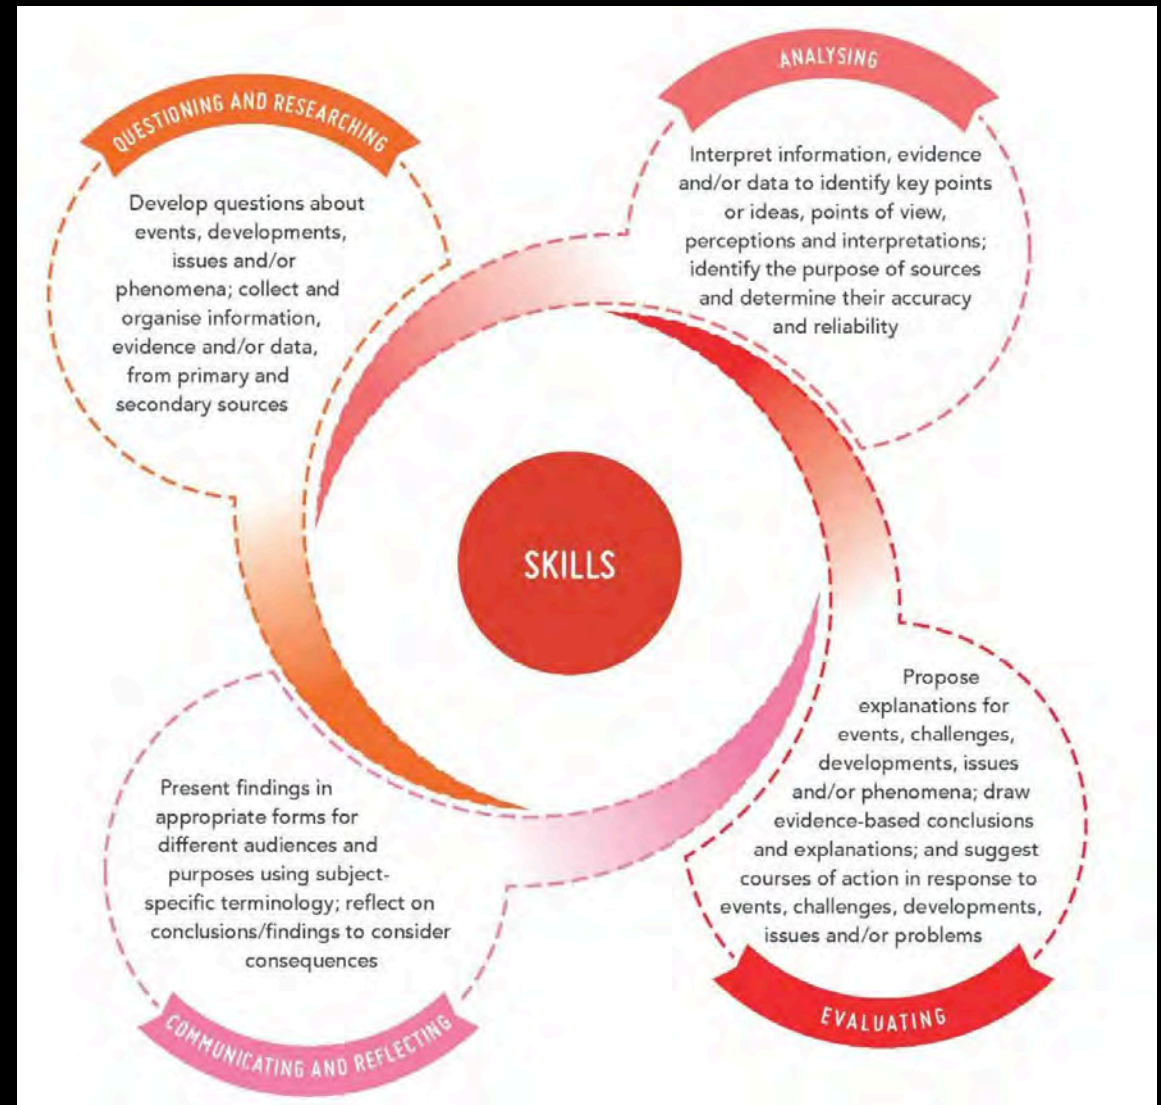 QUESTIONING AND RESEARCHING
Develop questions about
events, developments,
issues and/or
phenomena; collect and
organise information,
evidence and/or data,
from primary and
secondary sources
ANALYSING
Interpret information, evidence
and/or data to identify key points
or ideas, points of view,
perceptions and interpretations;
identify the purpose of sources
and determine their accuracy
and reliability
SKILLS
Present findings in
appropriate forms for
different audiences and
purposes using subject-
specific terminology; reflect on
conclusions/findings to consider
consequences
COMMUNICATING AND REFLECTING
Propose
explanations for
events, challenges,
developments, issues
and/or phenomena; draw
evidence-based conclusions
and explanations; and suggest
courses of action in response to
events, challenges, developments,
issues and/or problems
EVALUATING